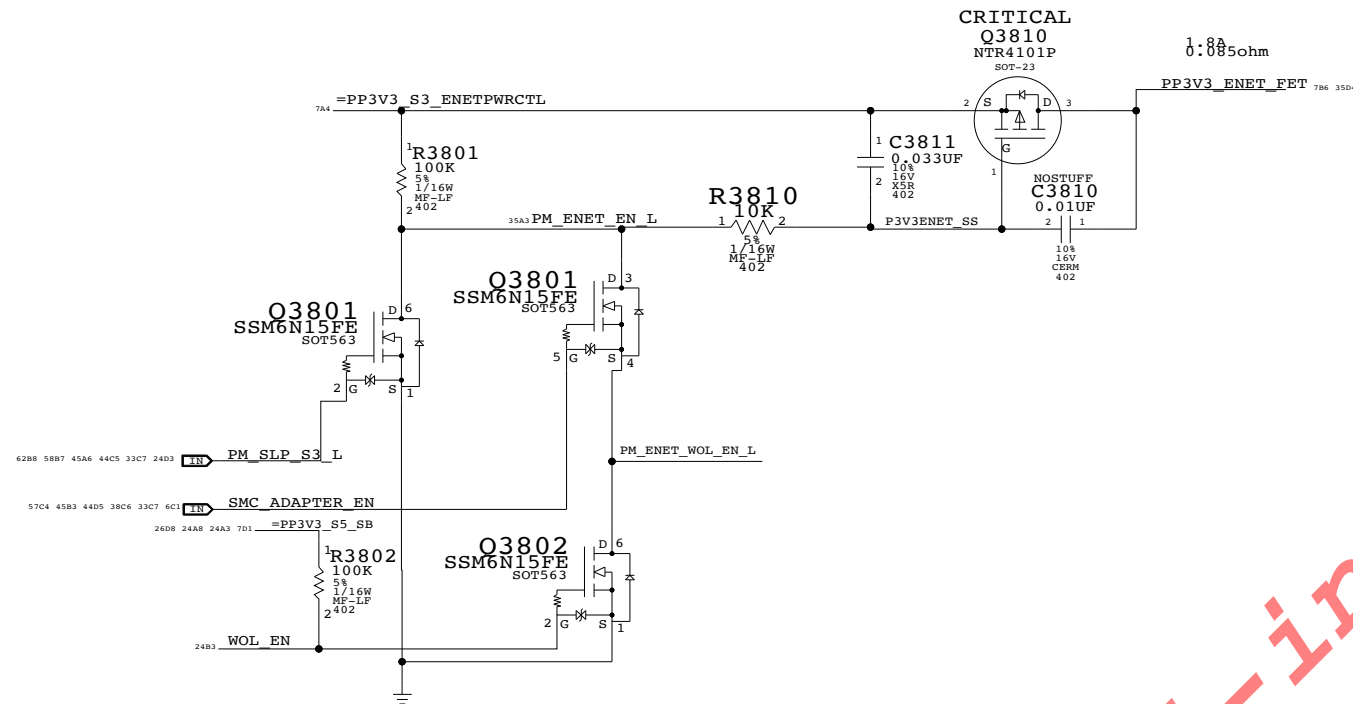 CRITICAL
Q3810
NTR4101P
SOT-23
1.8A
0.085ohm
7A4
=PP3V3_S3_ENETPWRCTL
2
S
D
3
G
1
PP3V3_ENET_FET
7B6
1
R3801
100K
5%
1/16W
MF-LF
402
2
1
C3811
0.033UF
10%
16V
X5R
402
2
NOSTUFF
C3810
0.01UF
2
1
10%
16V
CERM
402
35A3
PM_ENET_EN_L
R3810
10K
1
2
5%
1/16W
MF-LF
402
P3V3ENET_SS
Q3801
SSM6N15FE
SOT563
D
6
2
G
S
1
Q3801
SSM6N15FE
SOT563
D
3
5
G
S
4
62B8 58B7 45A6 44C5 33C7 24D3
IN
PM_SLP_S3_L
PM_ENET_WOL_EN_L
57C4 45B3 44D5 38C6 33C7 6C1
IN
SMC_ADAPTER_EN
26D8 24A8 24A3 7D1
=PP3V3_S5_SB
1
R3802
100K
5%
1/16W
MF-LF
402
2
Q3802
SSM6N15FE
SOT563
D
6
2
G
S
1
24B3
WOL_EN